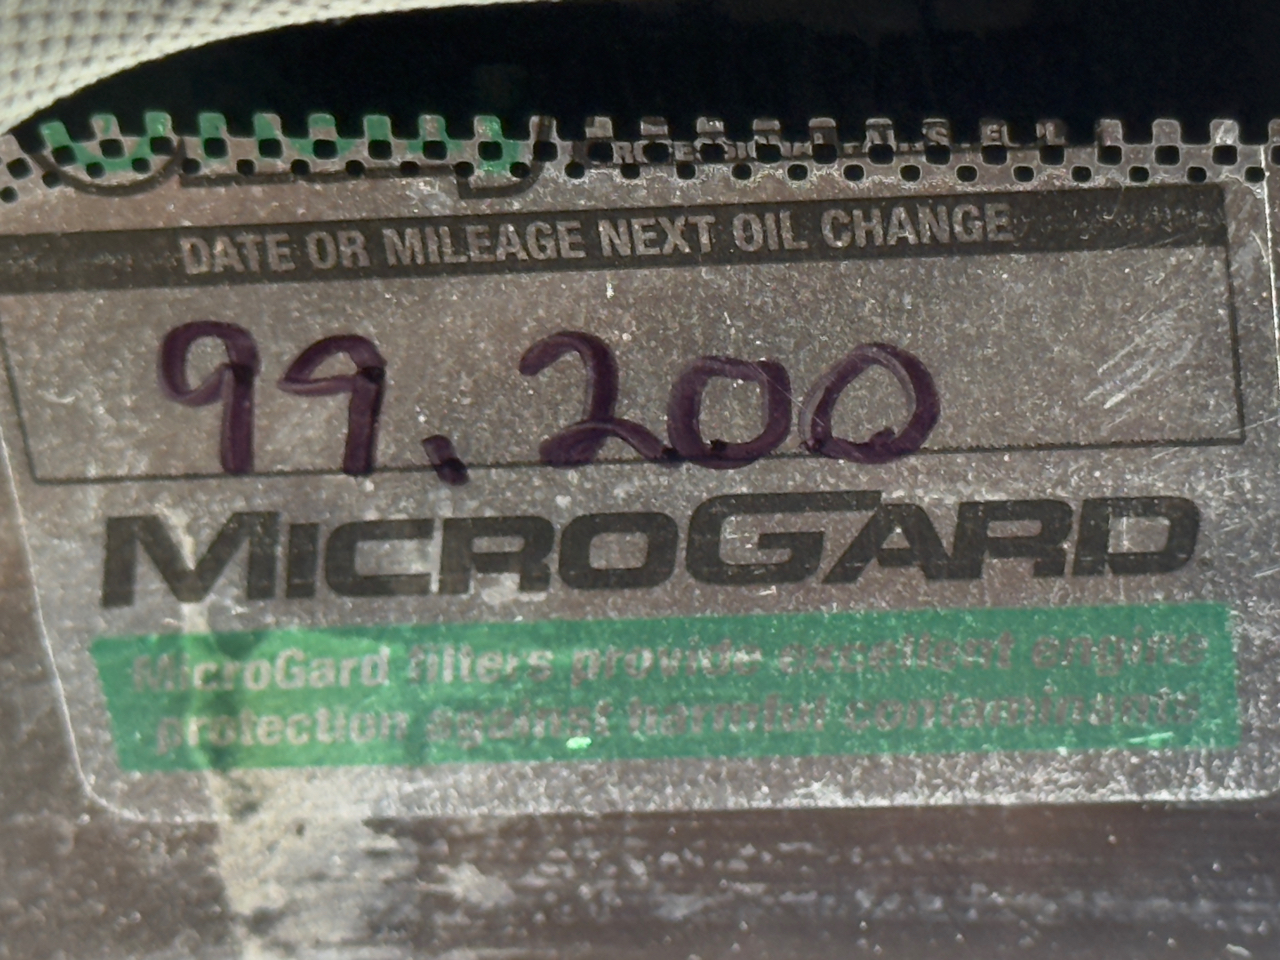 DATE OR MILEAGE NEXT OIL CHANGE
99,200
MICROGARD
MicroGard filters provide excellent engine
protection against harmful contaminants